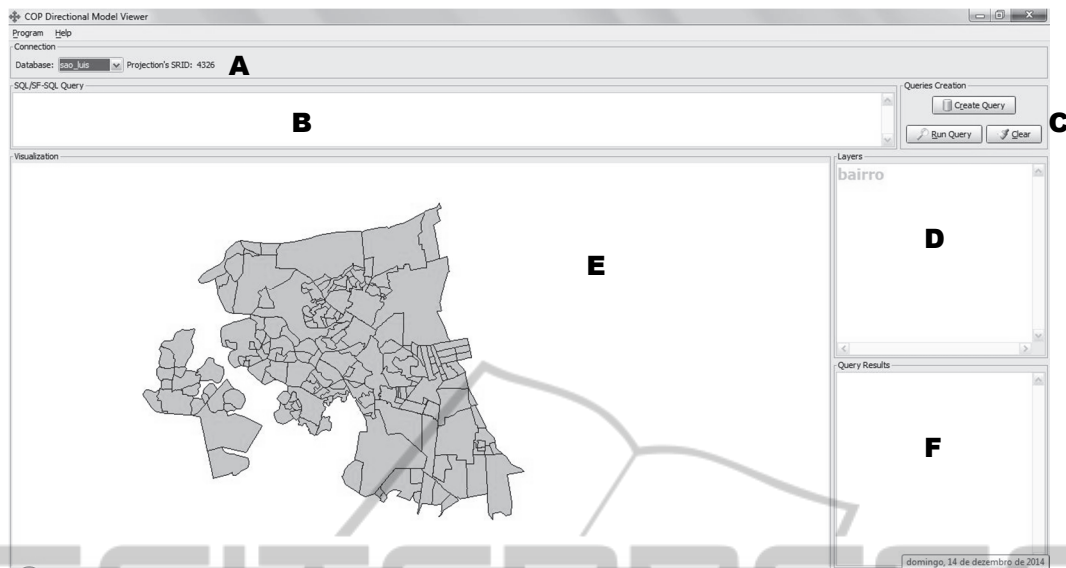 COP Directional Model Viewer
Program Help
Connection
Database: sao_luis Projection's SRID: 4326 A
SQL/SF-SQL Query
B
Queries Creation
Create Query
Run Query Clear
C
Visualization
E
Layers
bairro
D
Query Results
F
domingo, 14 de dezembro de 2014